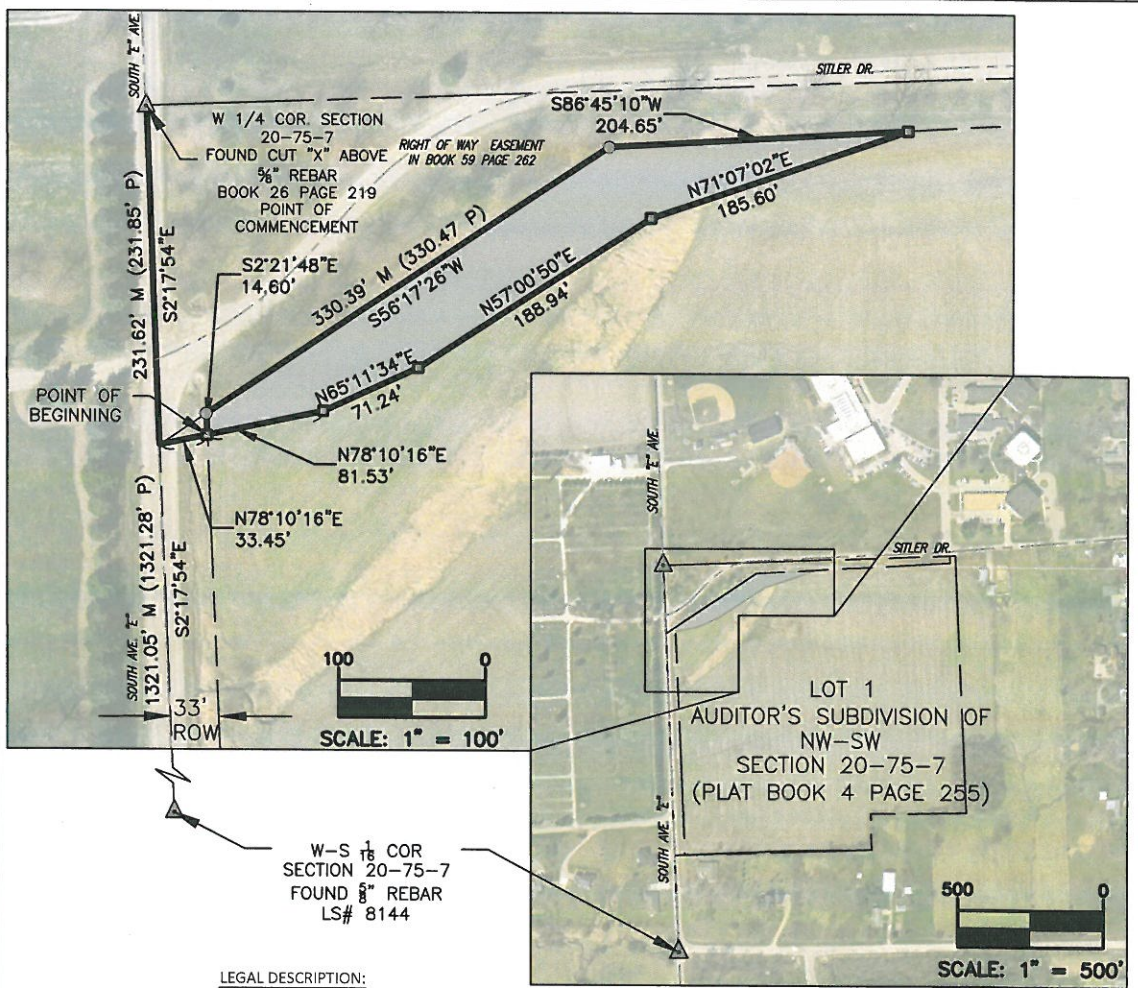 SOUTH "E" AVE.
SITLER DR.
W 1/4 COR. SECTION
20-75-7
FOUND CUT "X" ABOVE
⅝" REBAR
BOOK 26 PAGE 219
POINT OF
COMMENCEMENT
RIGHT OF WAY EASEMENT
IN BOOK 59 PAGE 262
S86°45'10"W
204.65'
N71°07'02"E
185.60'
231.62' M (231.85' P)
S2°17'54"E
S2°21'48"E
14.60'
330.39' M (330.47 P)
S56°17'26"W
N57°00'50"E
188.94'
POINT OF
BEGINNING
N65°11'34"E
71.24'
N78°10'16"E
81.53'
N78°10'16"E
33.45'
SOUTH AVE. "E"
1321.05' M (1321.28' P)
S2°17'54"E
33'
ROW
100 0
SCALE: 1" = 100'
SOUTH "E" AVE.
SITLER DR.
LOT 1
AUDITOR'S SUBDIVISION OF
NW-SW
SECTION 20-75-7
(PLAT BOOK 4 PAGE 255)
SOUTH AVE. "E"
500 0
SCALE: 1" = 500'
W-S 1/16 COR
SECTION 20-75-7
FOUND ⅝" REBAR
LS# 8144
LEGAL DESCRIPTION: